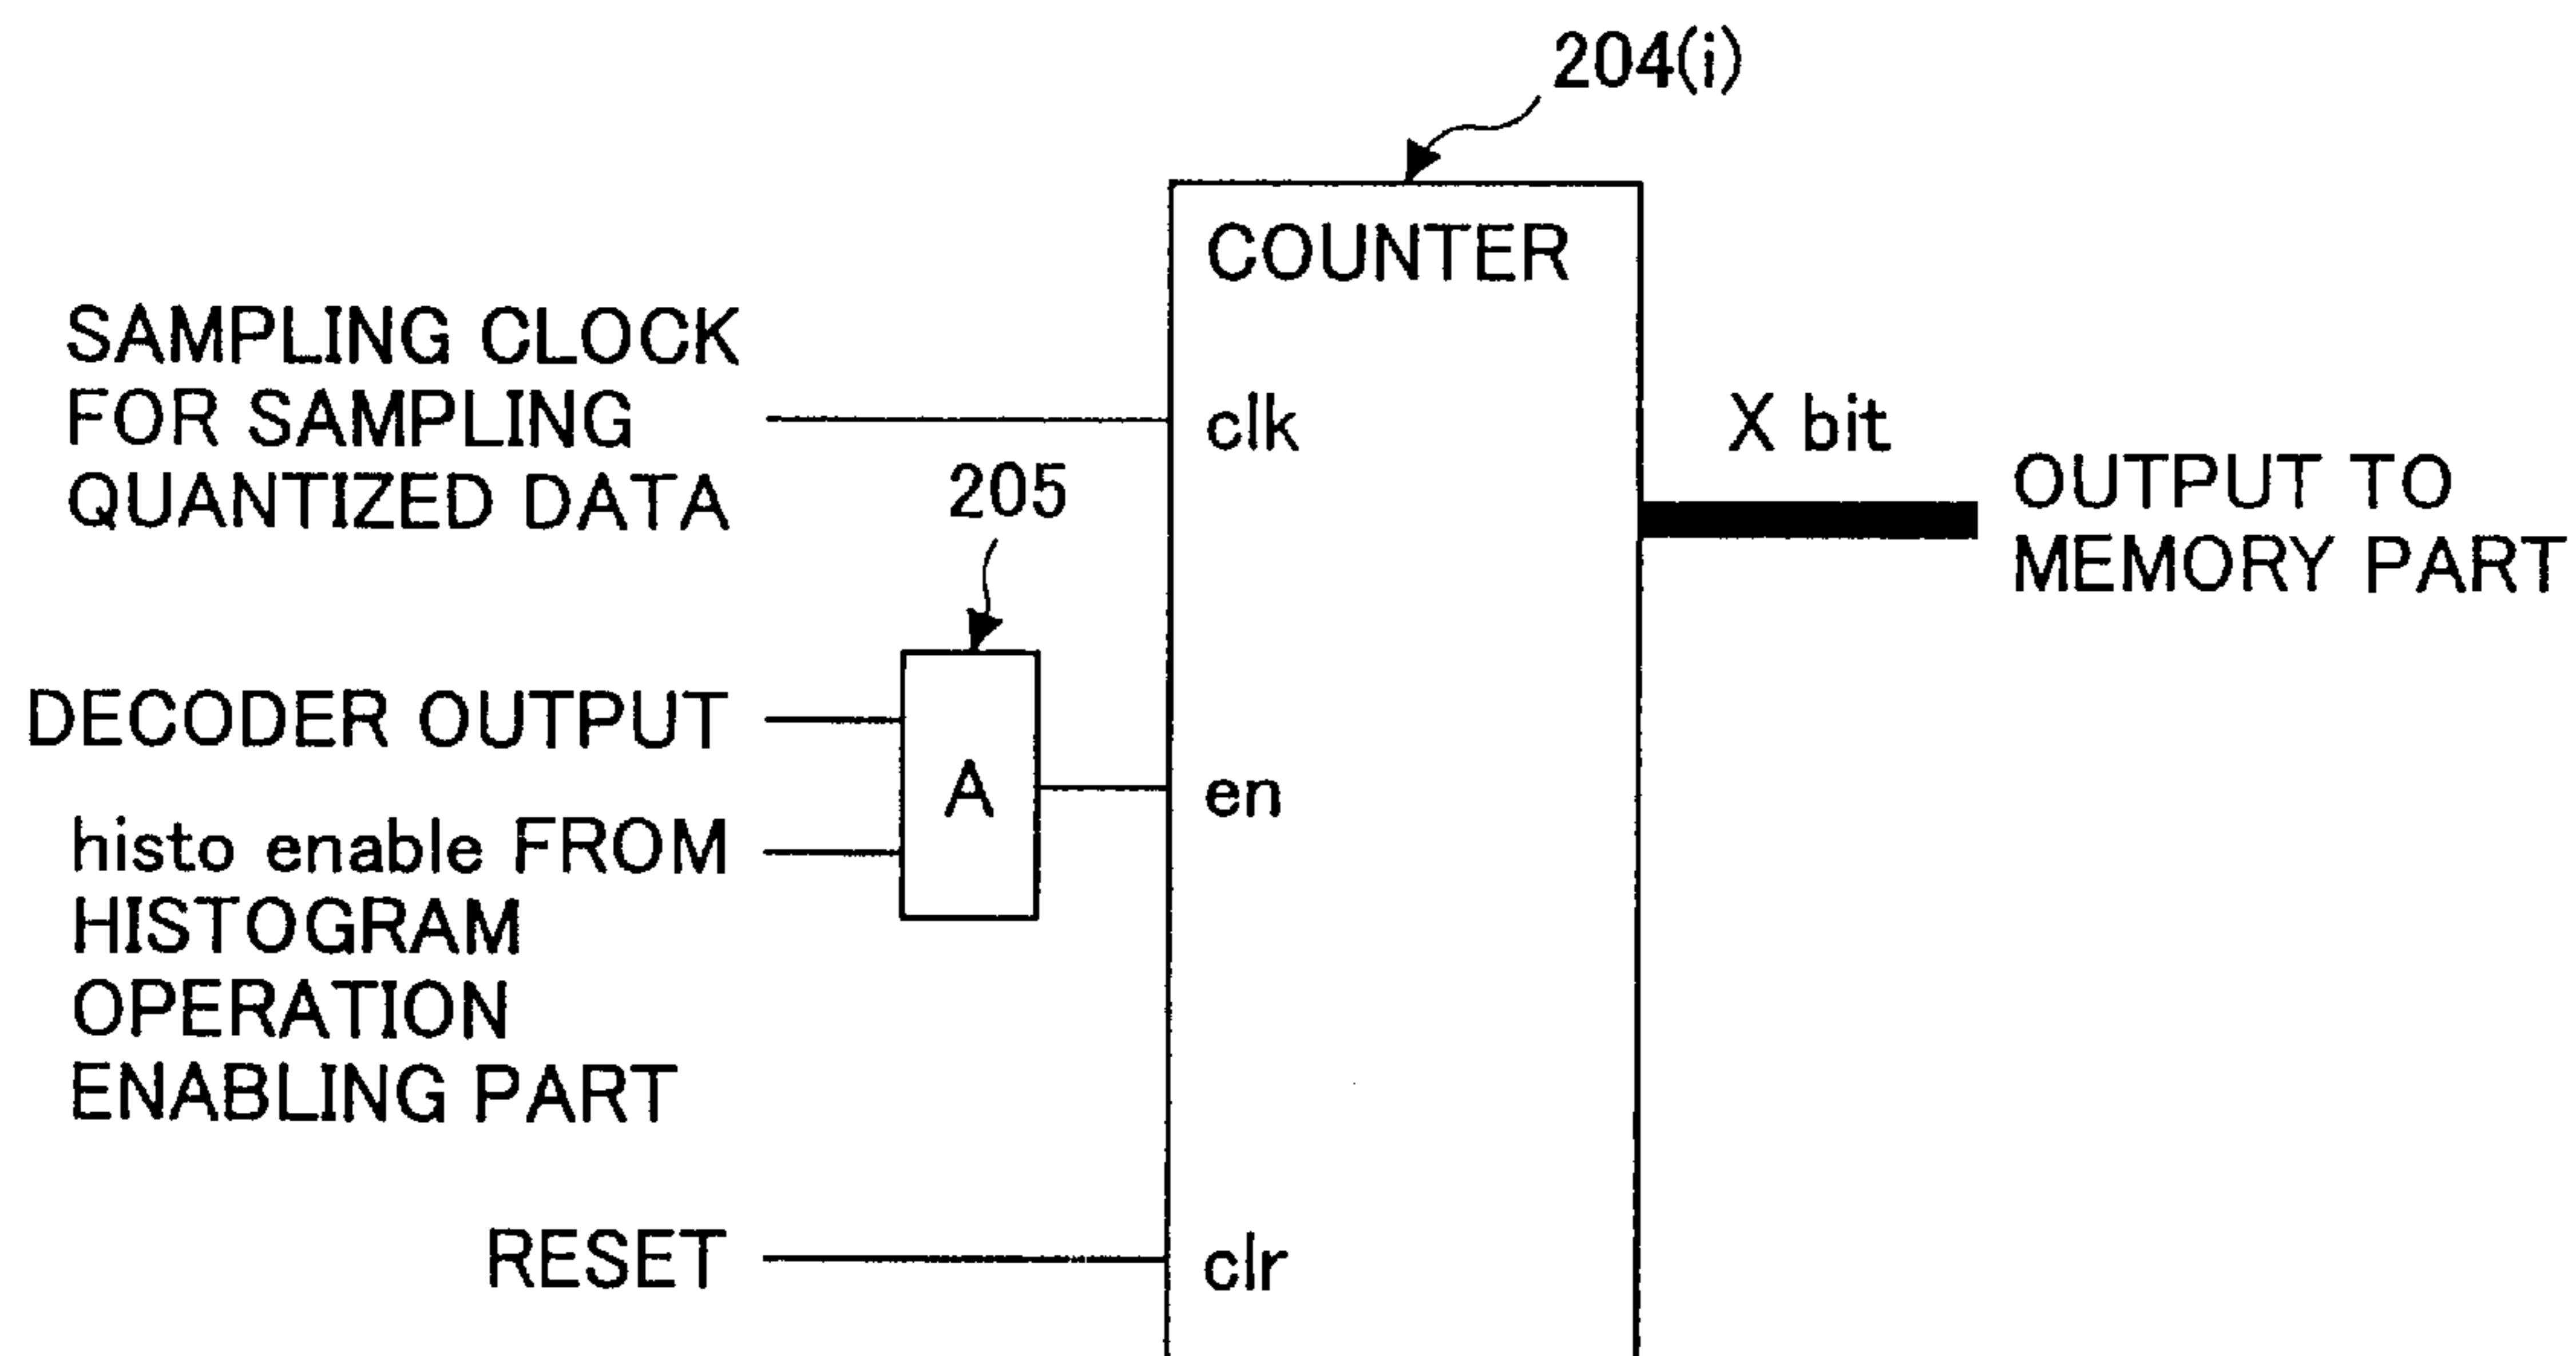 204(i)
COUNTER
SAMPLING CLOCK
FOR SAMPLING
QUANTIZED DATA
clk
X bit
OUTPUT TO
MEMORY PART
205
DECODER OUTPUT
A
en
histo enable FROM
HISTOGRAM
OPERATION
ENABLING PART
RESET
clr